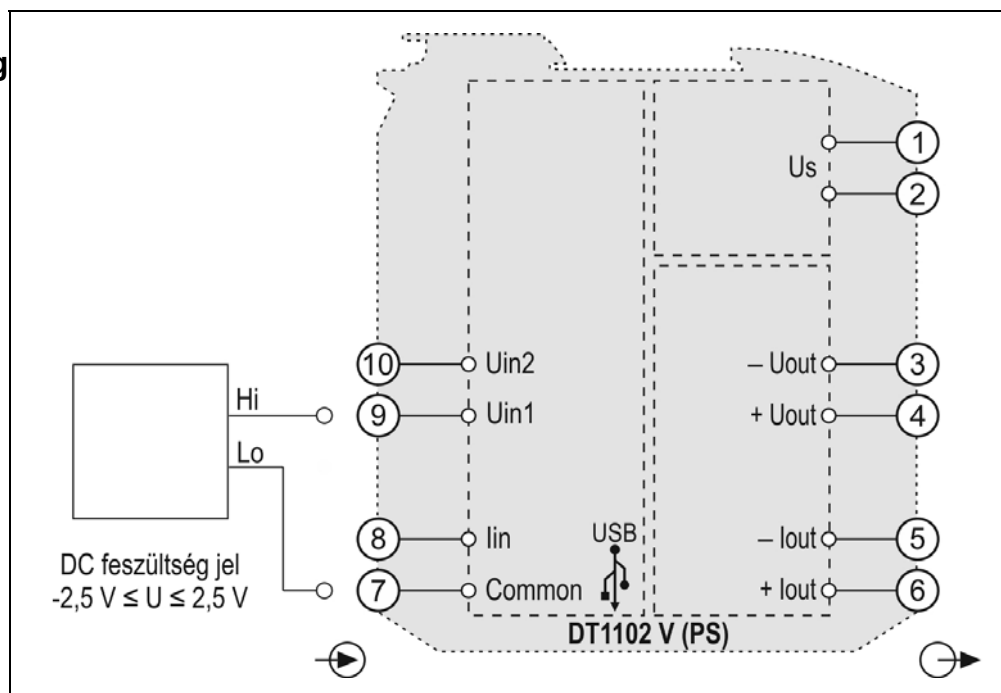 g
Us
1
2
10
Uin2
– Uout
3
Hi
9
Uin1
+ Uout
4
Lo
8
Iin
USB
– Iout
5
DC feszültség jel
-2,5 V ≤ U ≤ 2,5 V
7
Common
+ Iout
6
DT1102 V (PS)